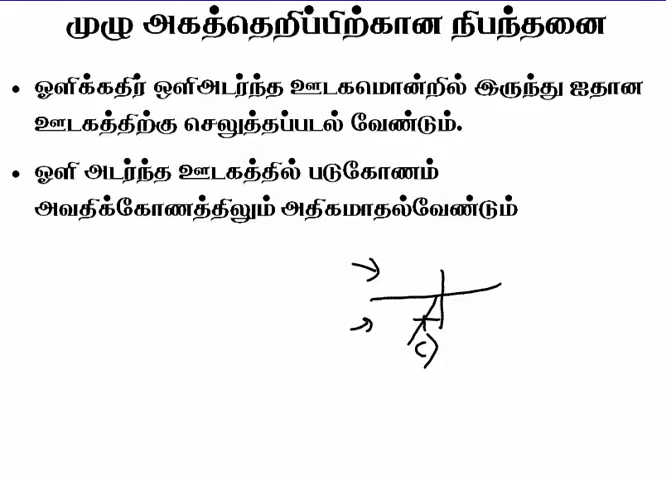 முழு அகத்தெறிப்பிற்கான நிபந்தனை
• ஒளிக்கதிர் ஒளிஅடர்ந்த ஊடகமொன்றில் இருந்து ஐதான
ஊடகத்திற்கு செலுத்தப்படல் வேண்டும்.
• ஒளி அடர்ந்த ஊடகத்தில் படுகோணம்
அவதிக்கோணத்திலும் அதிகமாதல்வேண்டும்